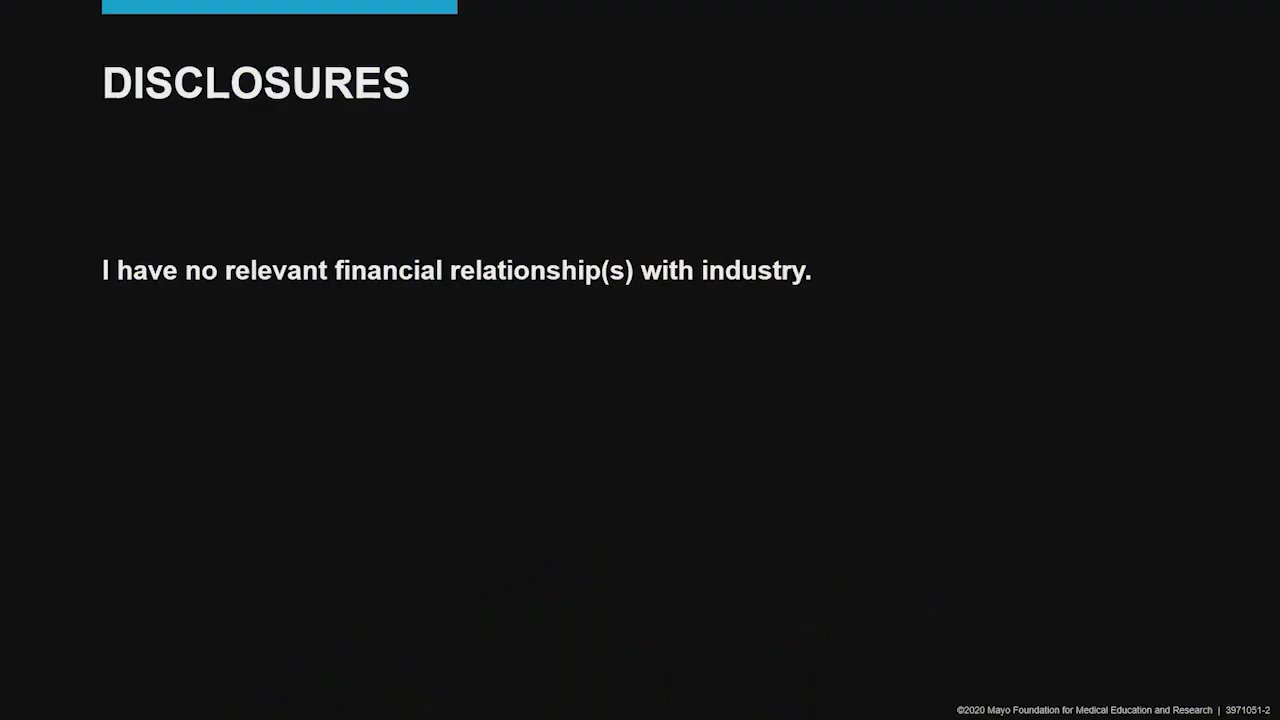 DISCLOSURES
I have no relevant financial relationship(s) with industry.
©2020 Mayo Foundation for Medical Education and Research | 3971051-2